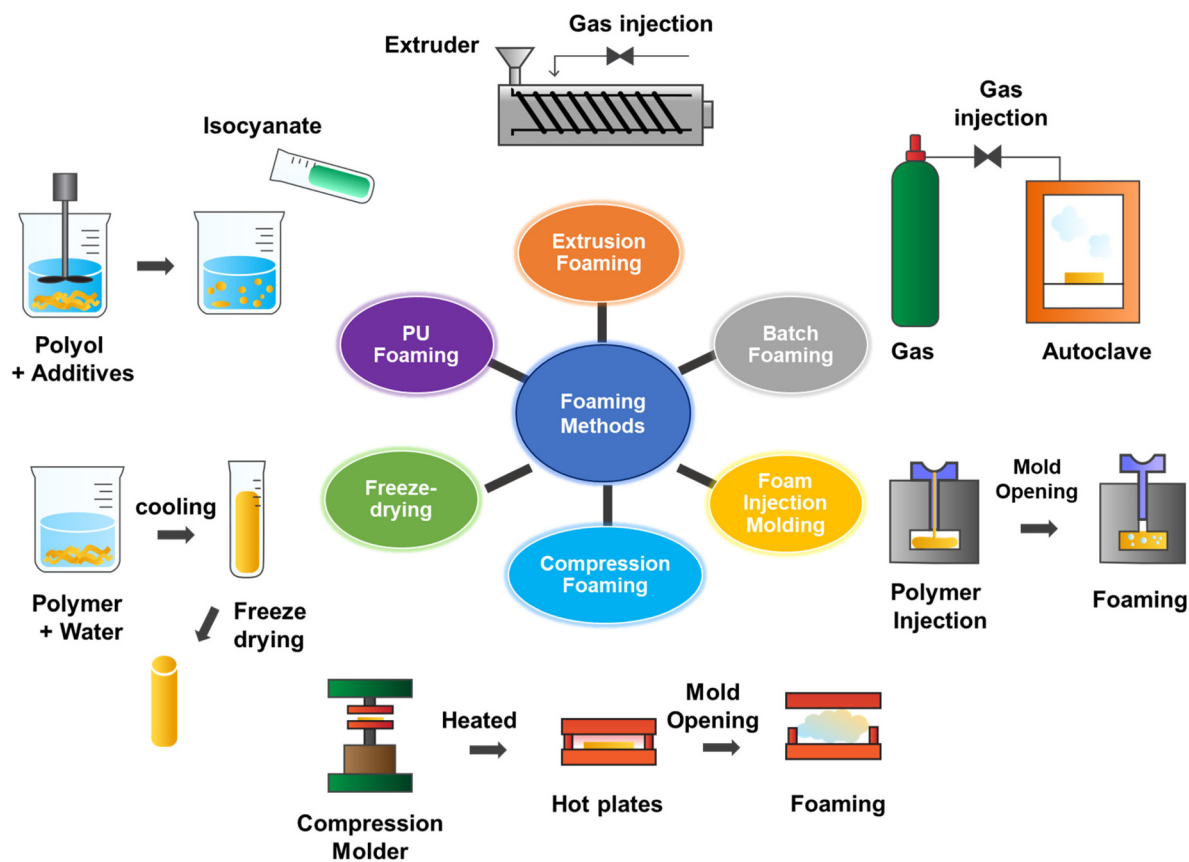 Gas injection
Extruder
Gas
injection
Isocyanate
Polyol
+ Additives
Gas
Autoclave
Extrusion
Foaming
PU
Foaming
Batch
Foaming
Foaming
Methods
Freeze-
drying
Foam
Injection
Molding
Compression
Foaming
cooling
Polymer
+ Water
Freeze
drying
Mold
Opening
Polymer
Injection
Foaming
Heated
Mold
Opening
Compression
Molder
Hot plates
Foaming